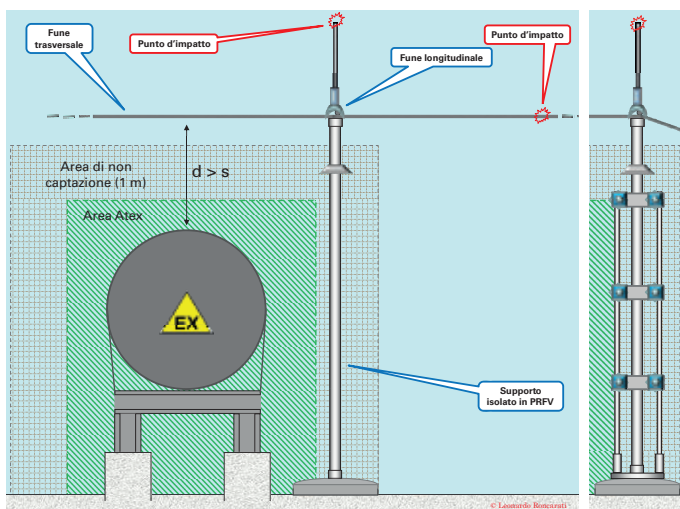 Fune
trasversale
Punto d'impatto
Fune longitudinale
Punto d'impatto
Area di non
captazione (1 m)
d > s
Area Atex
EX
Supporto
isolato in PRFV
© Leonardo Roncarati